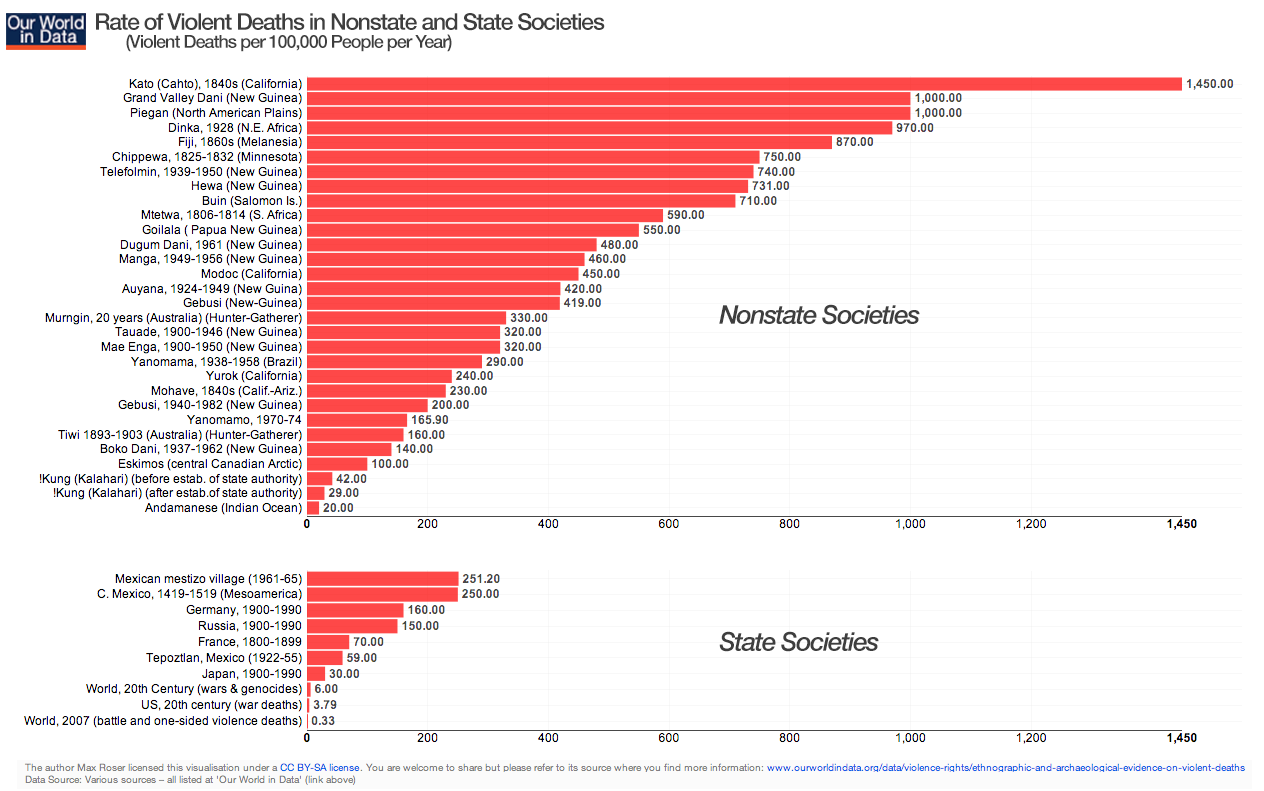 Our World
in Data
Rate of Violent Deaths in Nonstate and State Societies
(Violent Deaths per 100,000 People per Year)
Kato (Cahto), 1840s (California) 1,450.00
Grand Valley Dani (New Guinea) 1,000.00
Piegan (North American Plains) 1,000.00
Dinka, 1928 (N.E. Africa) 970.00
Fiji, 1860s (Melanesia) 870.00
Chippewa, 1825-1832 (Minnesota) 750.00
Telefolmin, 1939-1950 (New Guinea) 740.00
Hewa (New Guinea) 731.00
Buin (Salomon Is.) 710.00
Mtetwa, 1806-1814 (S. Africa) 590.00
Goilala ( Papua New Guinea) 550.00
Dugum Dani, 1961 (New Guinea) 480.00
Manga, 1949-1956 (New Guinea) 460.00
Modoc (California) 450.00
Auyana, 1924-1949 (New Guina) 420.00
Gebusi (New-Guinea) 419.00
Nonstate Societies
Murngin, 20 years (Australia) (Hunter-Gatherer) 330.00
Tauade, 1900-1946 (New Guinea) 320.00
Mae Enga, 1900-1950 (New Guinea) 320.00
Yanomama, 1938-1958 (Brazil) 290.00
Yurok (California) 240.00
Mohave, 1840s (Calif.-Ariz.) 230.00
Gebusi, 1940-1982 (New Guinea) 200.00
Yanomamo, 1970-74 165.90
Tiwi 1893-1903 (Australia) (Hunter-Gatherer) 160.00
Boko Dani, 1937-1962 (New Guinea) 140.00
Eskimos (central Canadian Arctic) 100.00
!Kung (Kalahari) (before estab. of state authority) 42.00
!Kung (Kalahari) (after estab.of state authority) 29.00
Andamanese (Indian Ocean) 20.00
0 200 400 600 800 1,000 1,200 1,450
Mexican mestizo village (1961-65) 251.20
C. Mexico, 1419-1519 (Mesoamerica) 250.00
Germany, 1900-1990 160.00
Russia, 1900-1990 150.00
France, 1800-1899 70.00
State Societies
Tepoztlan, Mexico (1922-55) 59.00
Japan, 1900-1990 30.00
World, 20th Century (wars & genocides) 6.00
US, 20th century (war deaths) 3.79
World, 2007 (battle and one-sided violence deaths) 0.33
0 200 400 600 800 1,000 1,200 1,450
The author Max Roser licensed this visualisation under a CC BY-SA license. You are welcome to share but please refer to its source where you find more information: www.ourworldindata.org/data/violence-rights/ethnographic-and-archaeological-evidence-on-violent-deaths
Data Source: Various sources – all listed at 'Our World in Data' (link above)